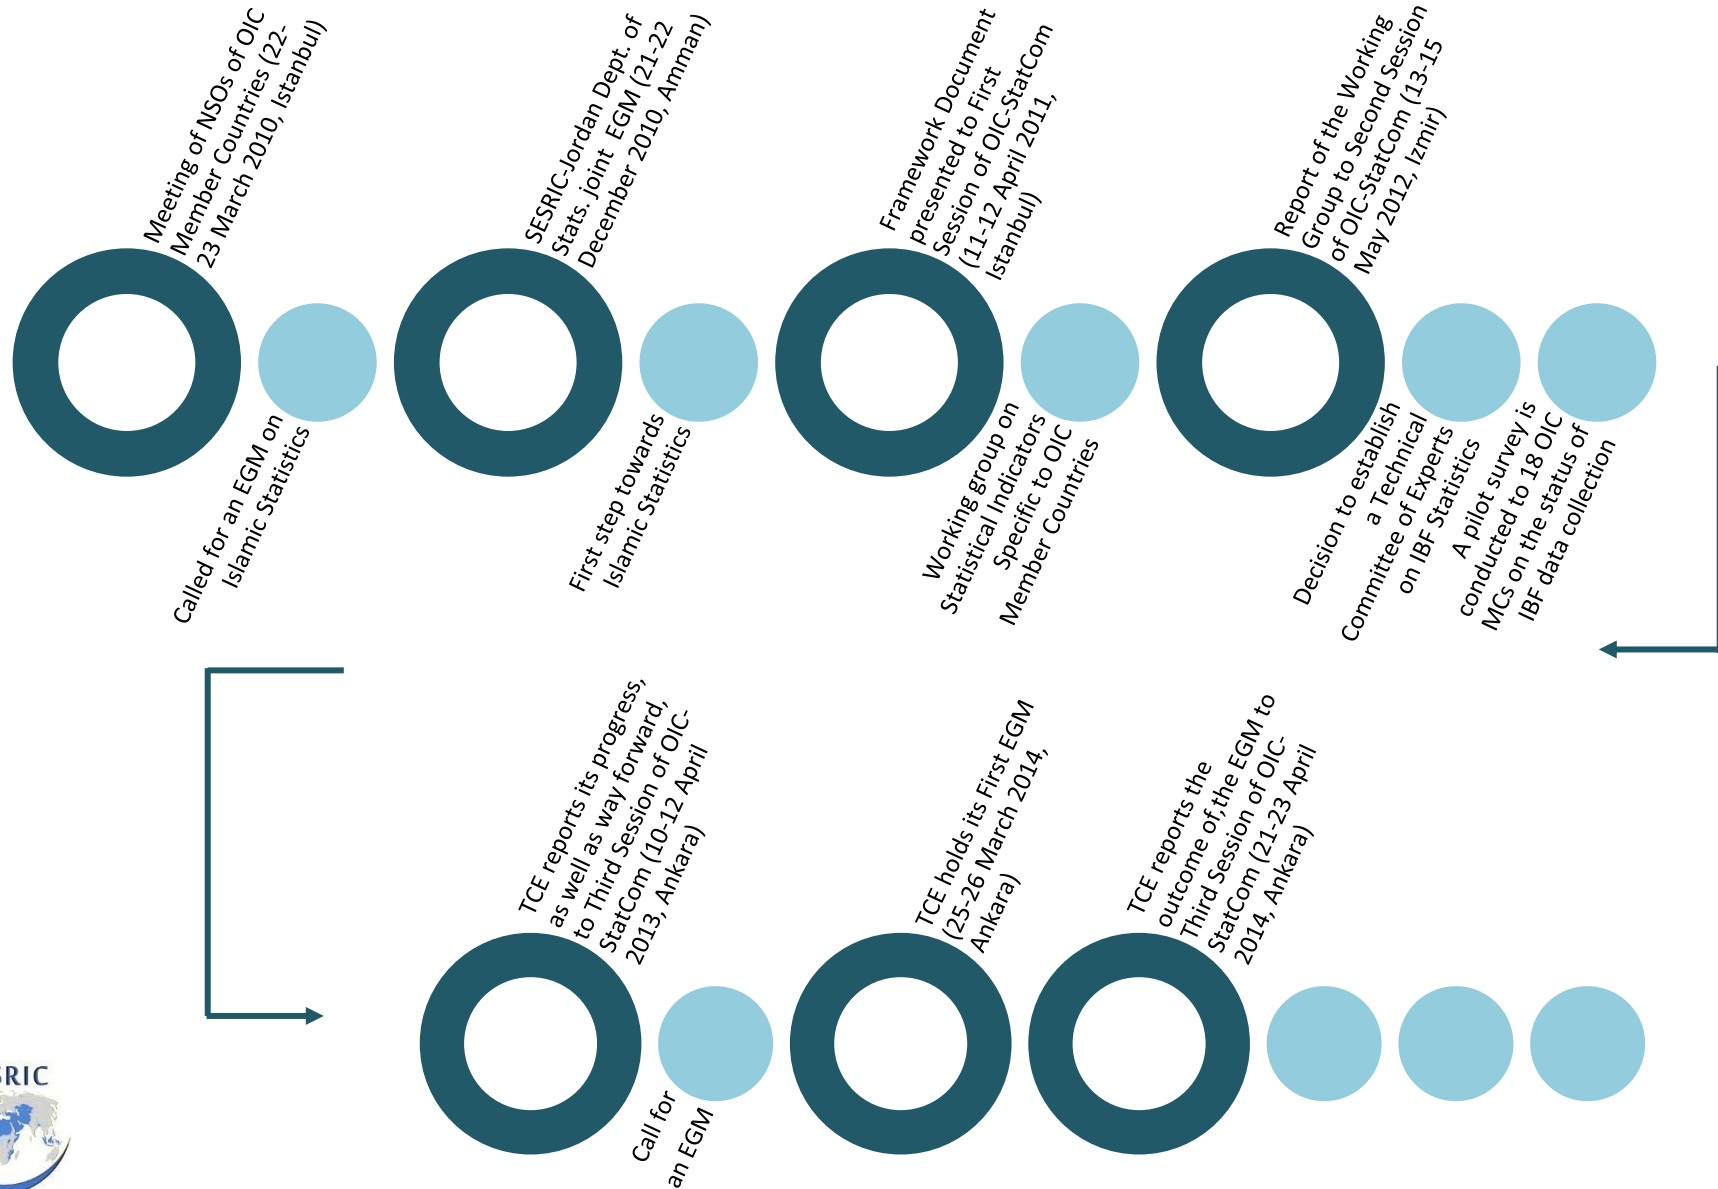 Meeting of NSOs of OIC
Member Countries (22-
23 March 2010, Istanbul)
Called for an EGM on
Islamic Statistics
SESRIC-Jordan Dept. of
Stats. joint EGM (21-22
December 2010, Amman)
First step towards
Islamic Statistics
Framework Document
presented to First
Session of OIC-StatCom
(11-12 April 2011,
Istanbul)
Working group on
Statistical Indicators
Specific to OIC
Member Countries
Report of the Working
Group to Second Session
of OIC-StatCom (13-15
May 2012, Izmir)
Decision to establish
a Technical
Committee of Experts
on IBF Statistics
A pilot survey is
conducted to 18 OIC
MCs on the status of
IBF data collection
TCE reports its progress,
as well as way forward,
to Third Session of OIC-
StatCom (10-12 April
2013, Ankara)
Call for
an EGM
TCE holds its First EGM
(25-26 March 2014,
Ankara)
TCE reports the
outcome of,the EGM to
Third Session of OIC-
StatCom (21-23 April
2014, Ankara)
SRIC